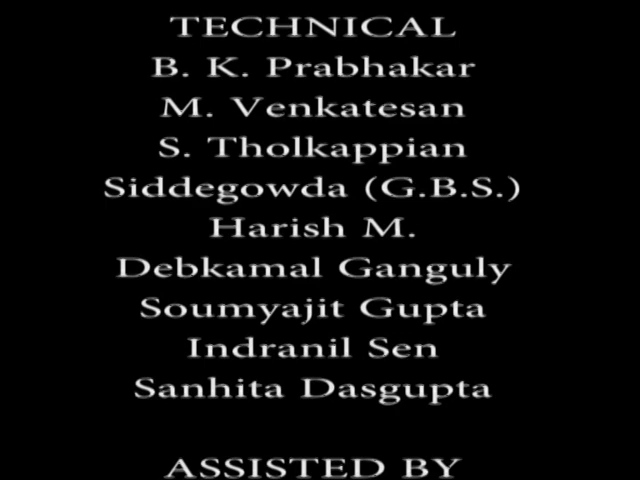 TECHNICAL
B. K. Prabhakar
M. Venkatesan
S. Tholkappian
Siddegowda (G.B.S.)
Harish M.
Debkamal Ganguly
Soumyajit Gupta
Indranil Sen
Sanhita Dasgupta
ASSISTED BY